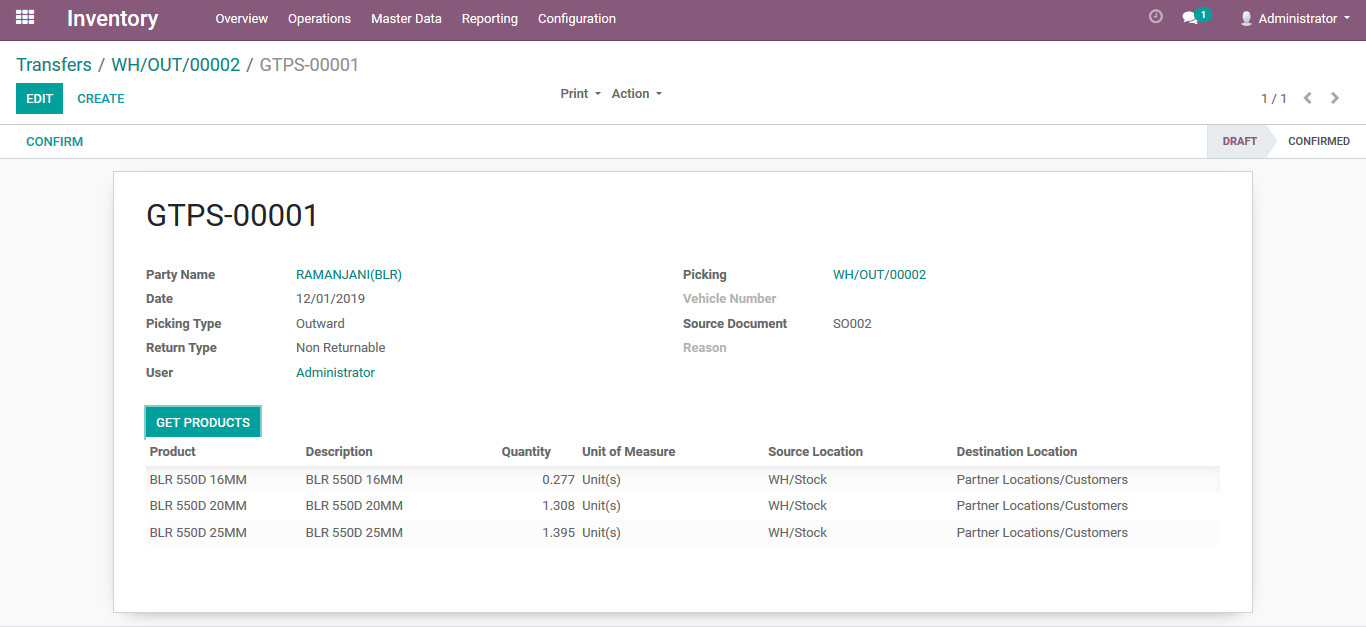 Inventory Overview Operations Master Data Reporting Configuration 1 Administrator
Transfers / WH/OUT/00002 / GTPS-00001
EDIT CREATE Print Action 1 / 1
CONFIRM DRAFT CONFIRMED
GTPS-00001
Party Name RAMANJANI(BLR) Picking WH/OUT/00002
Date 12/01/2019 Vehicle Number
Picking Type Outward Source Document SO002
Return Type Non Returnable Reason
User Administrator
GET PRODUCTS
Product Description Quantity Unit of Measure Source Location Destination Location
BLR 550D 16MM BLR 550D 16MM 0.277 Unit(s) WH/Stock Partner Locations/Customers
BLR 550D 20MM BLR 550D 20MM 1.308 Unit(s) WH/Stock Partner Locations/Customers
BLR 550D 25MM BLR 550D 25MM 1.395 Unit(s) WH/Stock Partner Locations/Customers